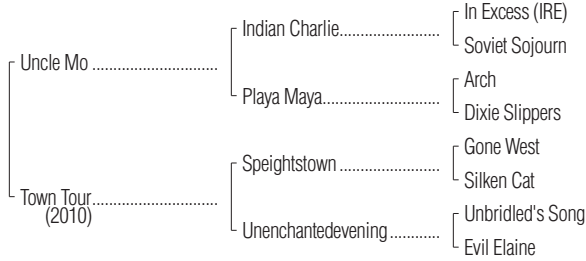 In Excess (IRE)
Indian Charlie
Soviet Sojourn
Uncle Mo
Arch
Playa Maya
Dixie Slippers
Gone West
Speightstown
Silken Cat
Town Tour
(2010)
Unbridled's Song
Unenchantedevening
Evil Elaine